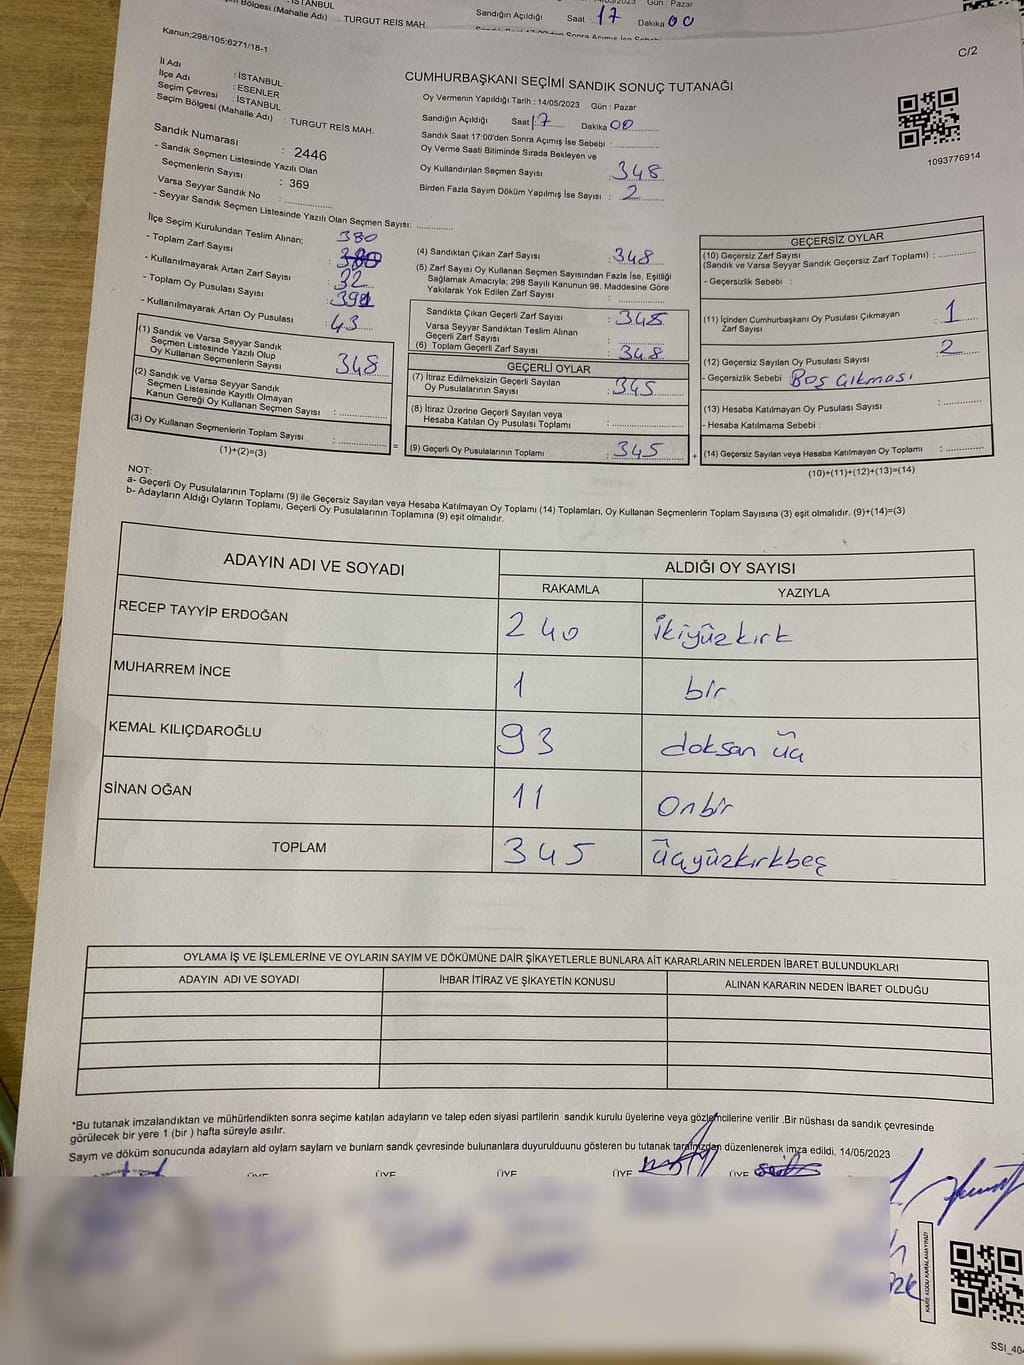 İSTANBUL
Bölgesi (Mahalle Adı) : TURGUT REİS MAH.
Gün : Pazar
Sandığın Açıldığı Saat 17 Dakika 00
Kanun;298/105;6271/18-1
C/2
İl Adı : İSTANBUL
İlçe Adı : ESENLER
Seçim Çevresi : İSTANBUL
Seçim Bölgesi (Mahalle Adı) : TURGUT REİS MAH.
Sandık Numarası : 2446
- Sandık Seçmen Listesinde Yazılı Olan
Seçmenlerin Sayısı : 369
Varsa Seyyar Sandık No : ..............
- Seyyar Sandık Seçmen Listesinde Yazılı Olan Seçmen Sayısı: ............
CUMHURBAŞKANI SEÇİMİ SANDIK SONUÇ TUTANAĞI
Oy Vermenin Yapıldığı Tarih : 14/05/2023 Gün : Pazar
Sandığın Açıldığı Saat 17 Dakika 00
Sandık Saat 17:00'den Sonra Açımış İse Sebebi : ..............
Oy Verme Saati Bitiminde Sırada Bekleyen ve
Oy Kullandırılan Seçmen Sayısı : 348
Birden Fazla Sayım Döküm Yapılmış İse Sayısı : 2
1093776914
İlçe Seçim Kurulundan Teslim Alınan;
380
- Toplam Zarf Sayısı : 380
- Kullanılmayarak Artan Zarf Sayısı : 32
- Toplam Oy Pusulası Sayısı
- Kullanılmayarak Artan Oy Pusulası : 43
(1) Sandık ve Varsa Seyyar Sandık
Seçmen Listesinde Yazılı Olup
Oy Kullanan Seçmenlerin Sayısı : 348
(2) Sandık ve Varsa Seyyar Sandık
Seçmen Listesinde Kayıtlı Olmayan
Kanun Gereği Oy Kullanan Seçmen Sayısı : ..............
(3) Oy Kullanan Seçmenlerin Toplam Sayısı : ..............
(1)+(2)=(3)
=
(4) Sandıktan Çıkan Zarf Sayısı : 348
(5) Zarf Sayısı Oy Kullanan Seçmen Sayısından Fazla İse, Eşitliği
Sağlamak Amacıyla; 298 Sayılı Kanunun 98. Maddesine Göre
Yakılarak Yok Edilen Zarf Sayısı : ..............
Sandıkta Çıkan Geçerli Zarf Sayısı : 348
Varsa Seyyar Sandıktan Teslim Alınan
Geçerli Zarf Sayısı : ..............
(6) Toplam Geçerli Zarf Sayısı : 348
GEÇERLİ OYLAR
(7) İtiraz Edilmeksizin Geçerli Sayılan
Oy Pusulalarının Sayısı : 345
(8) İtiraz Üzerine Geçerli Sayılan veya
Hesaba Katılan Oy Pusulası Toplamı : ..............
(9) Geçerli Oy Pusulalarının Toplamı : 345
+
GEÇERSİZ OYLAR
(10) Geçersiz Zarf Sayısı
(Sandık ve Varsa Seyyar Sandık Geçersiz Zarf Toplamı) : ............
- Geçersizlik Sebebi :
(11) İçinden Cumhurbaşkanı Oy Pusulası Çıkmayan
Zarf Sayısı : 1
(12) Geçersiz Sayılan Oy Pusulası Sayısı : 2
- Geçersizlik Sebebi Boş çıkması
(13) Hesaba Katılmayan Oy Pusulası Sayısı : ............
- Hesaba Katılmama Sebebi :
(14) Geçersiz Sayılan veya Hesaba Katılmayan Oy Toplamı : ............
(10)+(11)+(12)+(13)=(14)
NOT:
a- Geçerli Oy Pusulalarının Toplamı (9) ile Geçersiz Sayılan veya Hesaba Katılmayan Oy Toplamı (14) Toplamları, Oy Kullanan Seçmenlerin Toplam Sayısına (3) eşit olmalıdır. (9)+(14)=(3)
b- Adayların Aldığı Oyların Toplamı, Geçerli Oy Pusulalarının Toplamına (9) eşit olmalıdır.
ADAYIN ADI VE SOYADI ALDIĞI OY SAYISI
RAKAMLA YAZIYLA
RECEP TAYYİP ERDOĞAN 240 ikiyüzkırk
MUHARREM İNCE 1 bir
KEMAL KILIÇDAROĞLU 93 doksan üç
SİNAN OĞAN 11 onbir
TOPLAM 345 üçyüzkırkbeş
OYLAMA İŞ VE İŞLEMLERİNE VE OYLARIN SAYIM VE DÖKÜMÜNE DAİR ŞİKAYETLERLE BUNLARA AİT KARARLARIN NELERDEN İBARET BULUNDUKLARI
ADAYIN ADI VE SOYADI İHBAR İTİRAZ VE ŞİKAYETİN KONUSU ALINAN KARARIN NEDEN İBARET OLDUĞU
*Bu tutanak imzalandıktan ve mühürlendikten sonra seçime katılan adayların ve talep eden siyasi partilerin sandık kurulu üyelerine veya gözlemcilerine verilir .Bir nüshası da sandık çevresinde
görülecek bir yere 1 (bir ) hafta süreyle asılır.
Saym ve döküm sonucunda adaylarn ald oylarn saylarn ve bunlarn sandk çevresinde bulunanlara duyurulduunu gösteren bu tutanak tarafmzdan düzenlenerek imza edildi. 14/05/2023
ÜYE ÜYE ÜYE ÜYE ÜYE
KARE KODU KARALAMAYINIZ!